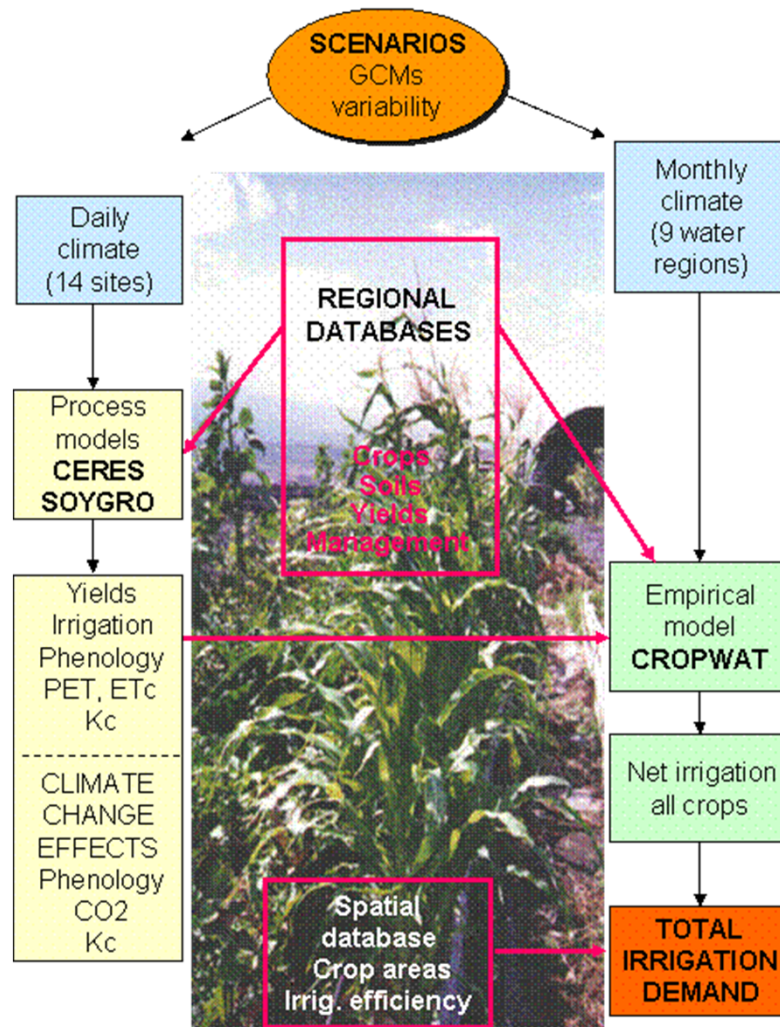 SCENARIOS
GCMs
variability
Daily
climate
(14 sites)
Monthly
climate
(9 water
regions)
REGIONAL
DATABASES
Crops
Soils
Yields
Management
Process
models
CERES
SOYGRO
Yields
Irrigation
Phenology
PET, ETc
Kc
CLIMATE
CHANGE
EFFECTS
Phenology
CO2
Kc
Empirical
model
CROPWAT
Net irrigation
all crops
Spatial
database
Crop areas
Irrig. efficiency
TOTAL
IRRIGATION
DEMAND